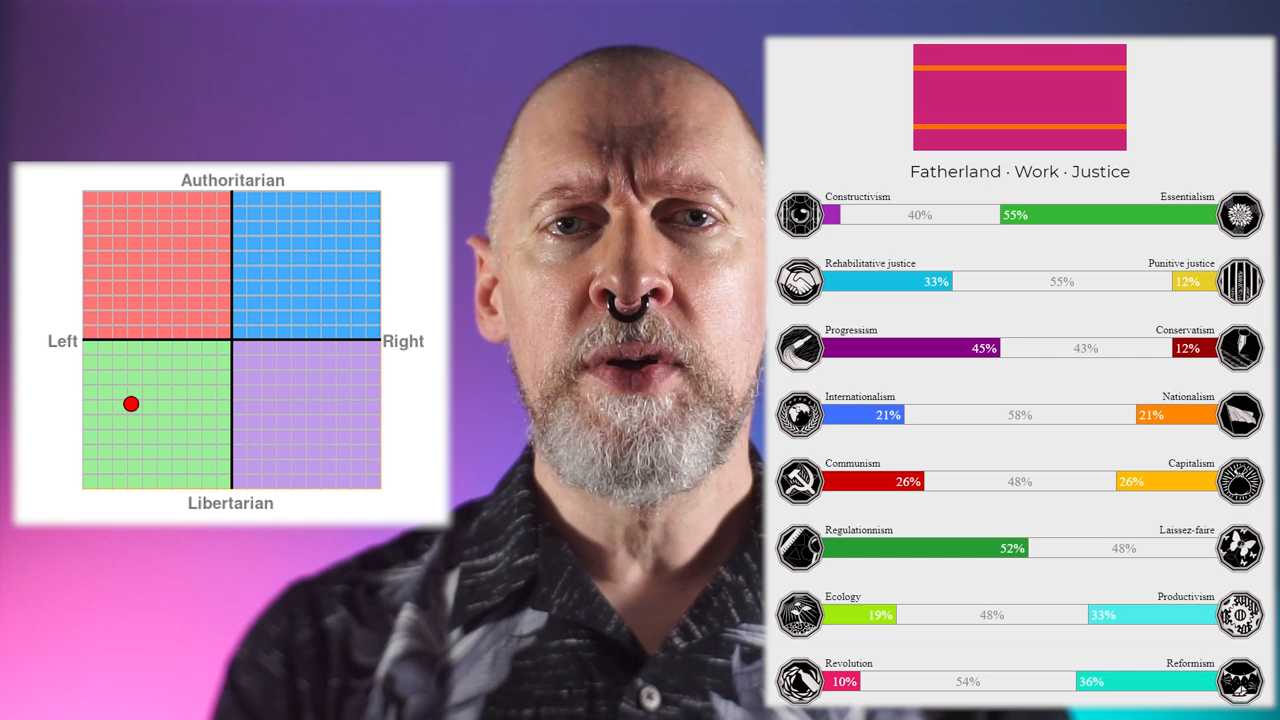 Authoritarian
Left
Right
Libertarian
Fatherland · Work · Justice
Constructivism Essentialism
40% 55%
Rehabilitative justice Punitive justice
33% 55% 12%
Progressism Conservatism
45% 43% 12%
Internationalism Nationalism
21% 58% 21%
Communism Capitalism
26% 48% 26%
Regulationnism Laissez-faire
52% 48%
Ecology Productivism
19% 48% 33%
Revolution Reformism
10% 54% 36%